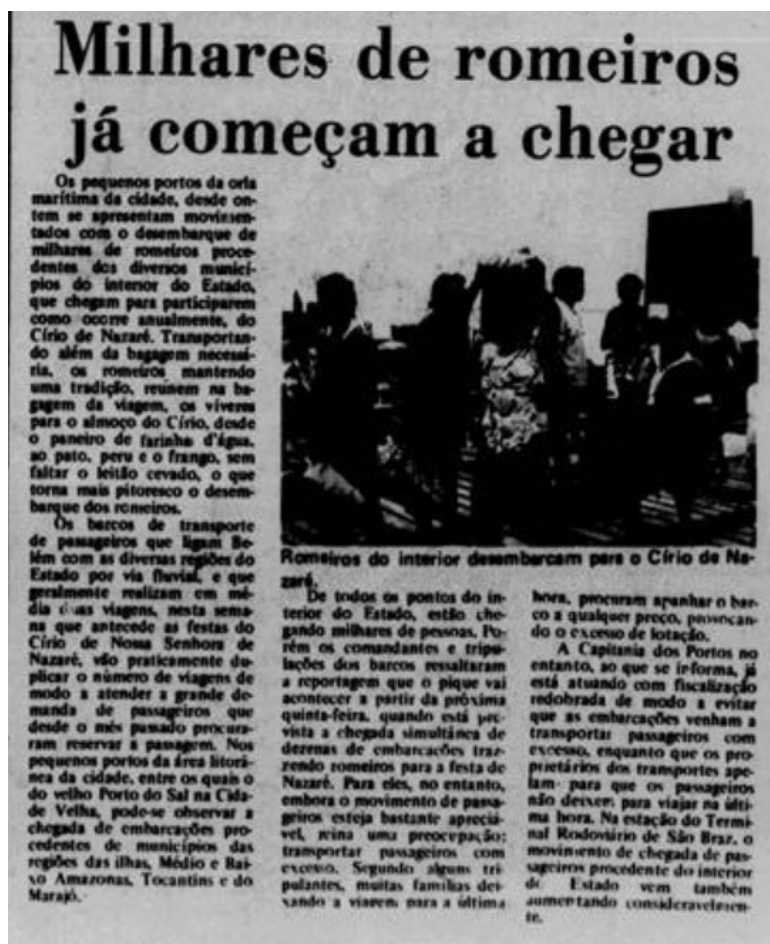 Milhares de romeiros
já começam a chegar
Os pequenos portos da orla
marítima da cidade, desde on-
tem se apresentam movimen-
tados com o desembarque de
milhares de romeiros proce-
dentes dos diversos municí-
pios do interior do Estado,
que chegam para participarem
como ocorre anualmente, do
Círio de Nazaré. Transportan-
do além da bagagem necessá-
ria, os romeiros mantendo
uma tradição, reúnem na ba-
gagem da viagem, os víveres
para o almoço do Círio, desde
o paneiro de farinha d'água,
ao pato, peru e o frango, sem
faltar o leitão cevado, o que
torna mais pitoresco o desem-
barque dos romeiros.
Os barcos de transporte
de passageiros que ligam Be-
lém com as diversas regiões do
Estado por via fluvial, e que
geralmente realizam em mé-
dia duas viagens, nesta sema-
na que antecede as festas do
Círio de Nossa Senhora de
Nazaré, vão praticamente du-
plicar o número de viagens de
modo a atender a grande de-
manda de passageiros que
desde o mês passado procura-
ram reservar a passagem. Nos
pequenos portos da área litorâ-
nea da cidade, entre os quais o
do velho Porto do Sal na Cida-
de Velha, pode-se observar a
chegada de embarcações pro-
cedentes de municípios das
regiões das ilhas, Médio e Bai-
xo Amazonas, Tocantins e do
Marajó.
Romeiros do interior desembarcam para o Círio de Na-
zaré.
De todos os pontos do in-
terior do Estado, estão che-
gando milhares de pessoas. Po-
rém os comandantes e tripu-
lações dos barcos ressaltaram
a reportagem que o pique vai
acontecer a partir da próxima
quinta-feira, quando está pre-
vista a chegada simultânea de
dezenas de embarcações tra-
zendo romeiros para a festa de
Nazaré. Para eles, no entanto,
embora o movimento de passa-
geiros esteja bastante apreciá-
vel, reina uma preocupação:
transportar passageiros com
excesso. Segundo alguns tri-
pulantes, muitas famílias dei-
xando a viagem para a última
hora, procuram apanhar o bar-
co a qualquer preço, provocan-
do o excesso de lotação.
A Capitania dos Portos no
entanto, ao que se informa, já
está atuando com fiscalização
redobrada de modo a evitar
que as embarcações venham a
transportar passageiros com
excesso, enquanto que os pro-
prietários dos transportes ape-
lam para que os passageiros
não deixem para viajar na últi-
ma hora. Na estação do Termi-
nal Rodoviário de São Braz, o
movimento de chegada de pas-
sageiros procedente do interior
do Estado vem também
aumentando consideravelmen-
te.